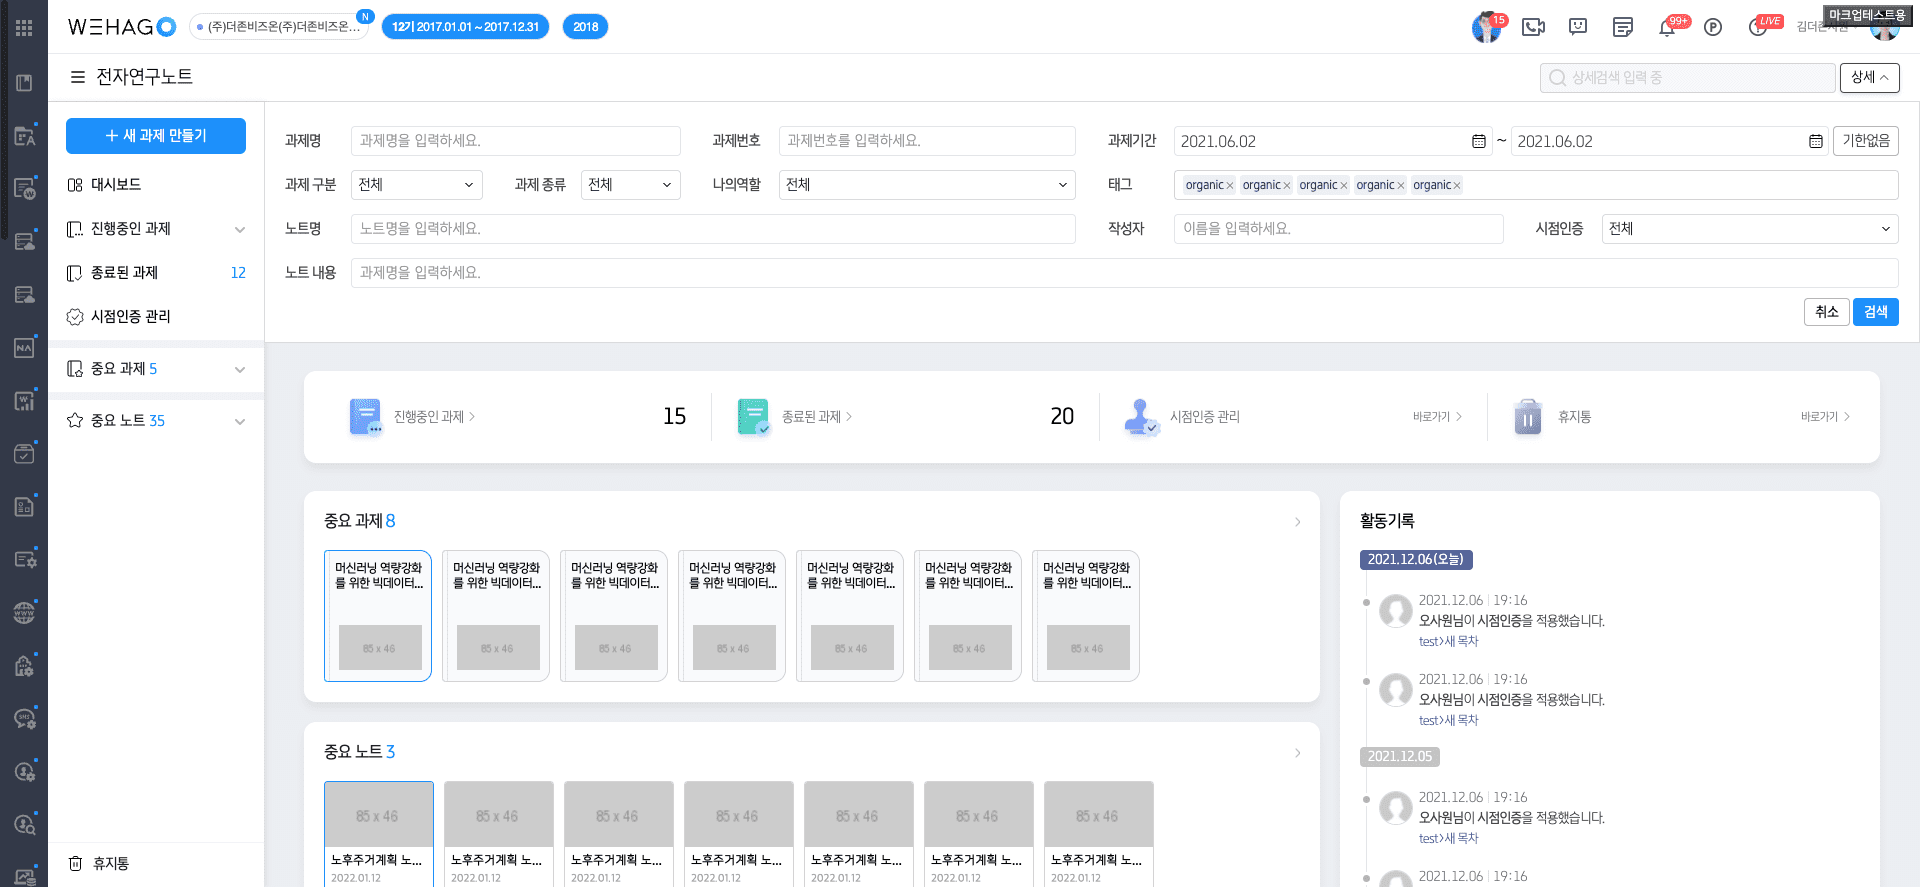 WEHAGO
(주)더존비즈온(주)더존비즈온...
N
12기 2017.01.01 ~ 2017.12.31
2018
15
99+
LIVE
마크업테스트용
전자연구노트
상세검색 입력 중
상세
새 과제 만들기
대시보드
진행중인 과제
종료된 과제 12
시점인증 관리
중요 과제 5
중요 노트 35
휴지통
과제명 과제명을 입력하세요.
과제번호 과제번호를 입력하세요.
과제기간 2021.06.02 ~ 2021.06.02 기한없음
과제 구분 전체
과제 종류 전체
나의역할 전체
태그 organic× organic× organic× organic× organic×
노트명 노트명을 입력하세요.
작성자 이름을 입력하세요.
시점인증 전체
노트 내용 과제명을 입력하세요.
취소 검색
진행중인 과제 > 15
종료된 과제 > 20
시점인증 관리 바로가기 >
휴지통 바로가기 >
중요 과제 8
머신러닝 역량강화
를 위한 빅데이터...
85 x 46
머신러닝 역량강화
를 위한 빅데이터...
85 x 46
머신러닝 역량강화
를 위한 빅데이터...
85 x 46
머신러닝 역량강화
를 위한 빅데이터...
85 x 46
머신러닝 역량강화
를 위한 빅데이터...
85 x 46
머신러닝 역량강화
를 위한 빅데이터...
85 x 46
머신러닝 역량강화
를 위한 빅데이터...
85 x 46
중요 노트 3
85 x 46
노후주거계획 노...
2022.01.12
85 x 46
노후주거계획 노...
2022.01.12
85 x 46
노후주거계획 노...
2022.01.12
85 x 46
노후주거계획 노...
2022.01.12
85 x 46
노후주거계획 노...
2022.01.12
85 x 46
노후주거계획 노...
2022.01.12
85 x 46
노후주거계획 노...
2022.01.12
활동기록
2021.12.06(오늘)
2021.12.06 | 19:16
오사원님이 시점인증을 적용했습니다.
test>새 목차
2021.12.06 | 19:16
오사원님이 시점인증을 적용했습니다.
test>새 목차
2021.12.05
2021.12.06 | 19:16
오사원님이 시점인증을 적용했습니다.
test>새 목차
2021.12.06 | 19:16